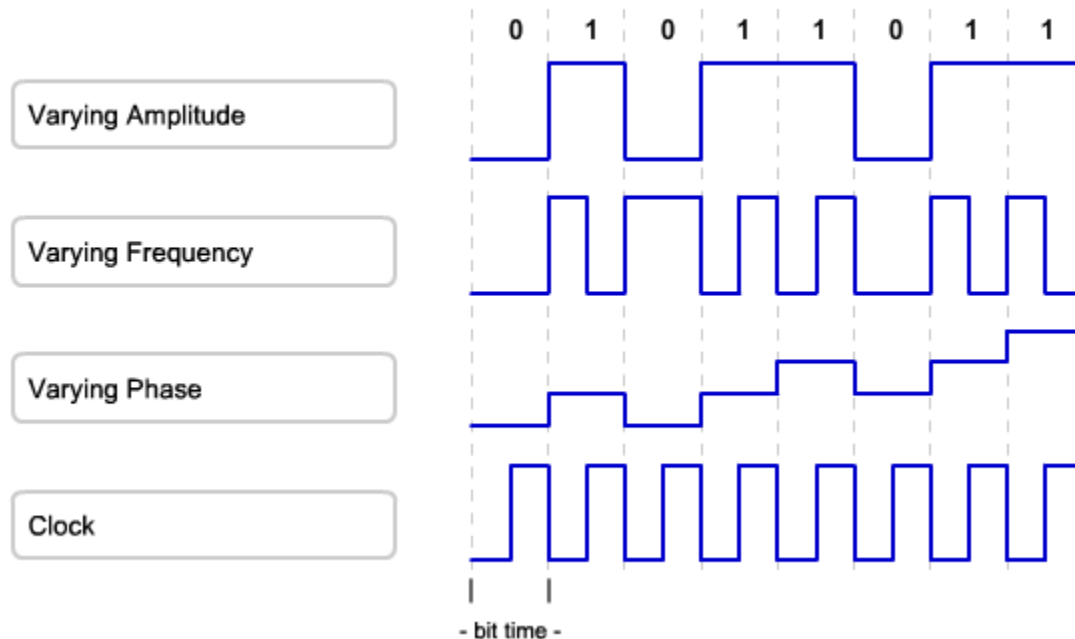 0 1 0 1 1 0 1 1
Varying Amplitude
Varying Frequency
Varying Phase
Clock
- bit time -